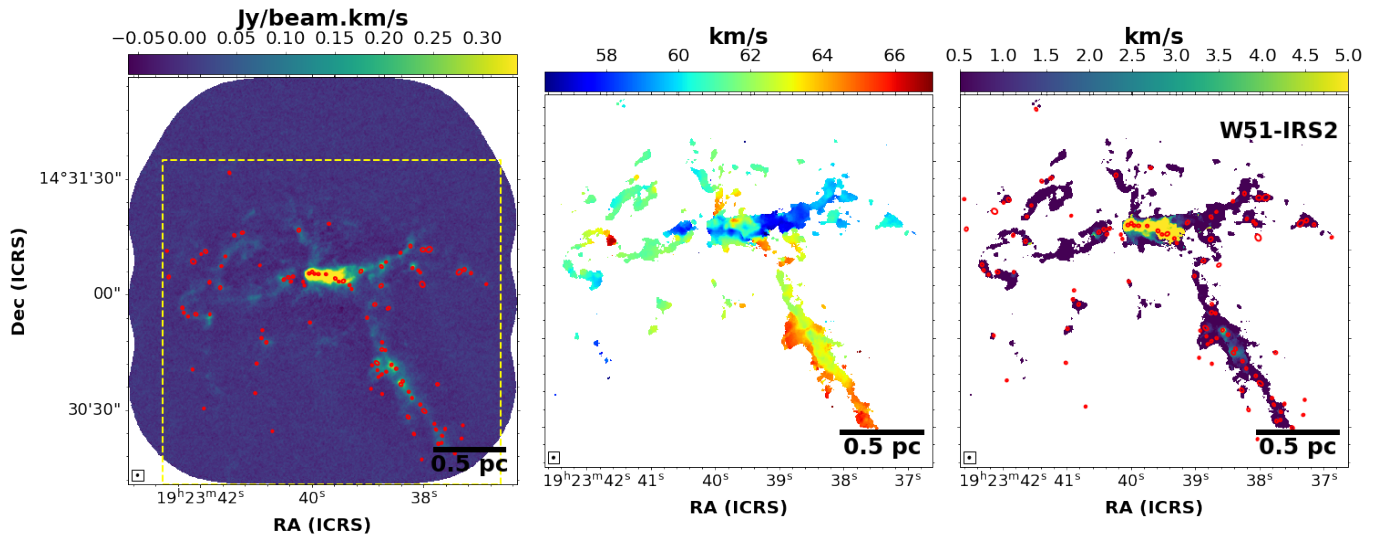 Jy/beam.km/s
−0.05 0.00 0.05 0.10 0.15 0.20 0.25 0.30
14°31'30"
00"
30'30"
Dec (ICRS)
0.5 pc
19ʰ23ᵐ42ˢ 40ˢ 38ˢ
RA (ICRS)
km/s
58 60 62 64 66
0.5 pc
19ʰ23ᵐ42ˢ 41ˢ 40ˢ 39ˢ 38ˢ 37ˢ
RA (ICRS)
km/s
0.5 1.0 1.5 2.0 2.5 3.0 3.5 4.0 4.5 5.0
W51-IRS2
0.5 pc
19ʰ23ᵐ42ˢ 41ˢ 40ˢ 39ˢ 38ˢ 37ˢ
RA (ICRS)